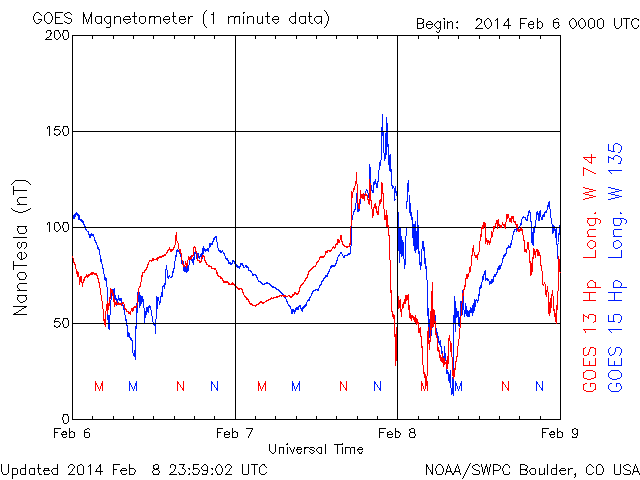 GOES Magnetometer (1 minute data)
Begin: 2014 Feb 6 0000 UTC
200
150
100
50
0
NanoTesla (nT)
M M N N M M N N M M N N
Feb 6 Feb 7 Feb 8 Feb 9
Universal Time
GOES 13 Hp Long. W 74
GOES 15 Hp Long. W 135
Updated 2014 Feb 8 23:59:02 UTC
NOAA/SWPC Boulder, CO USA